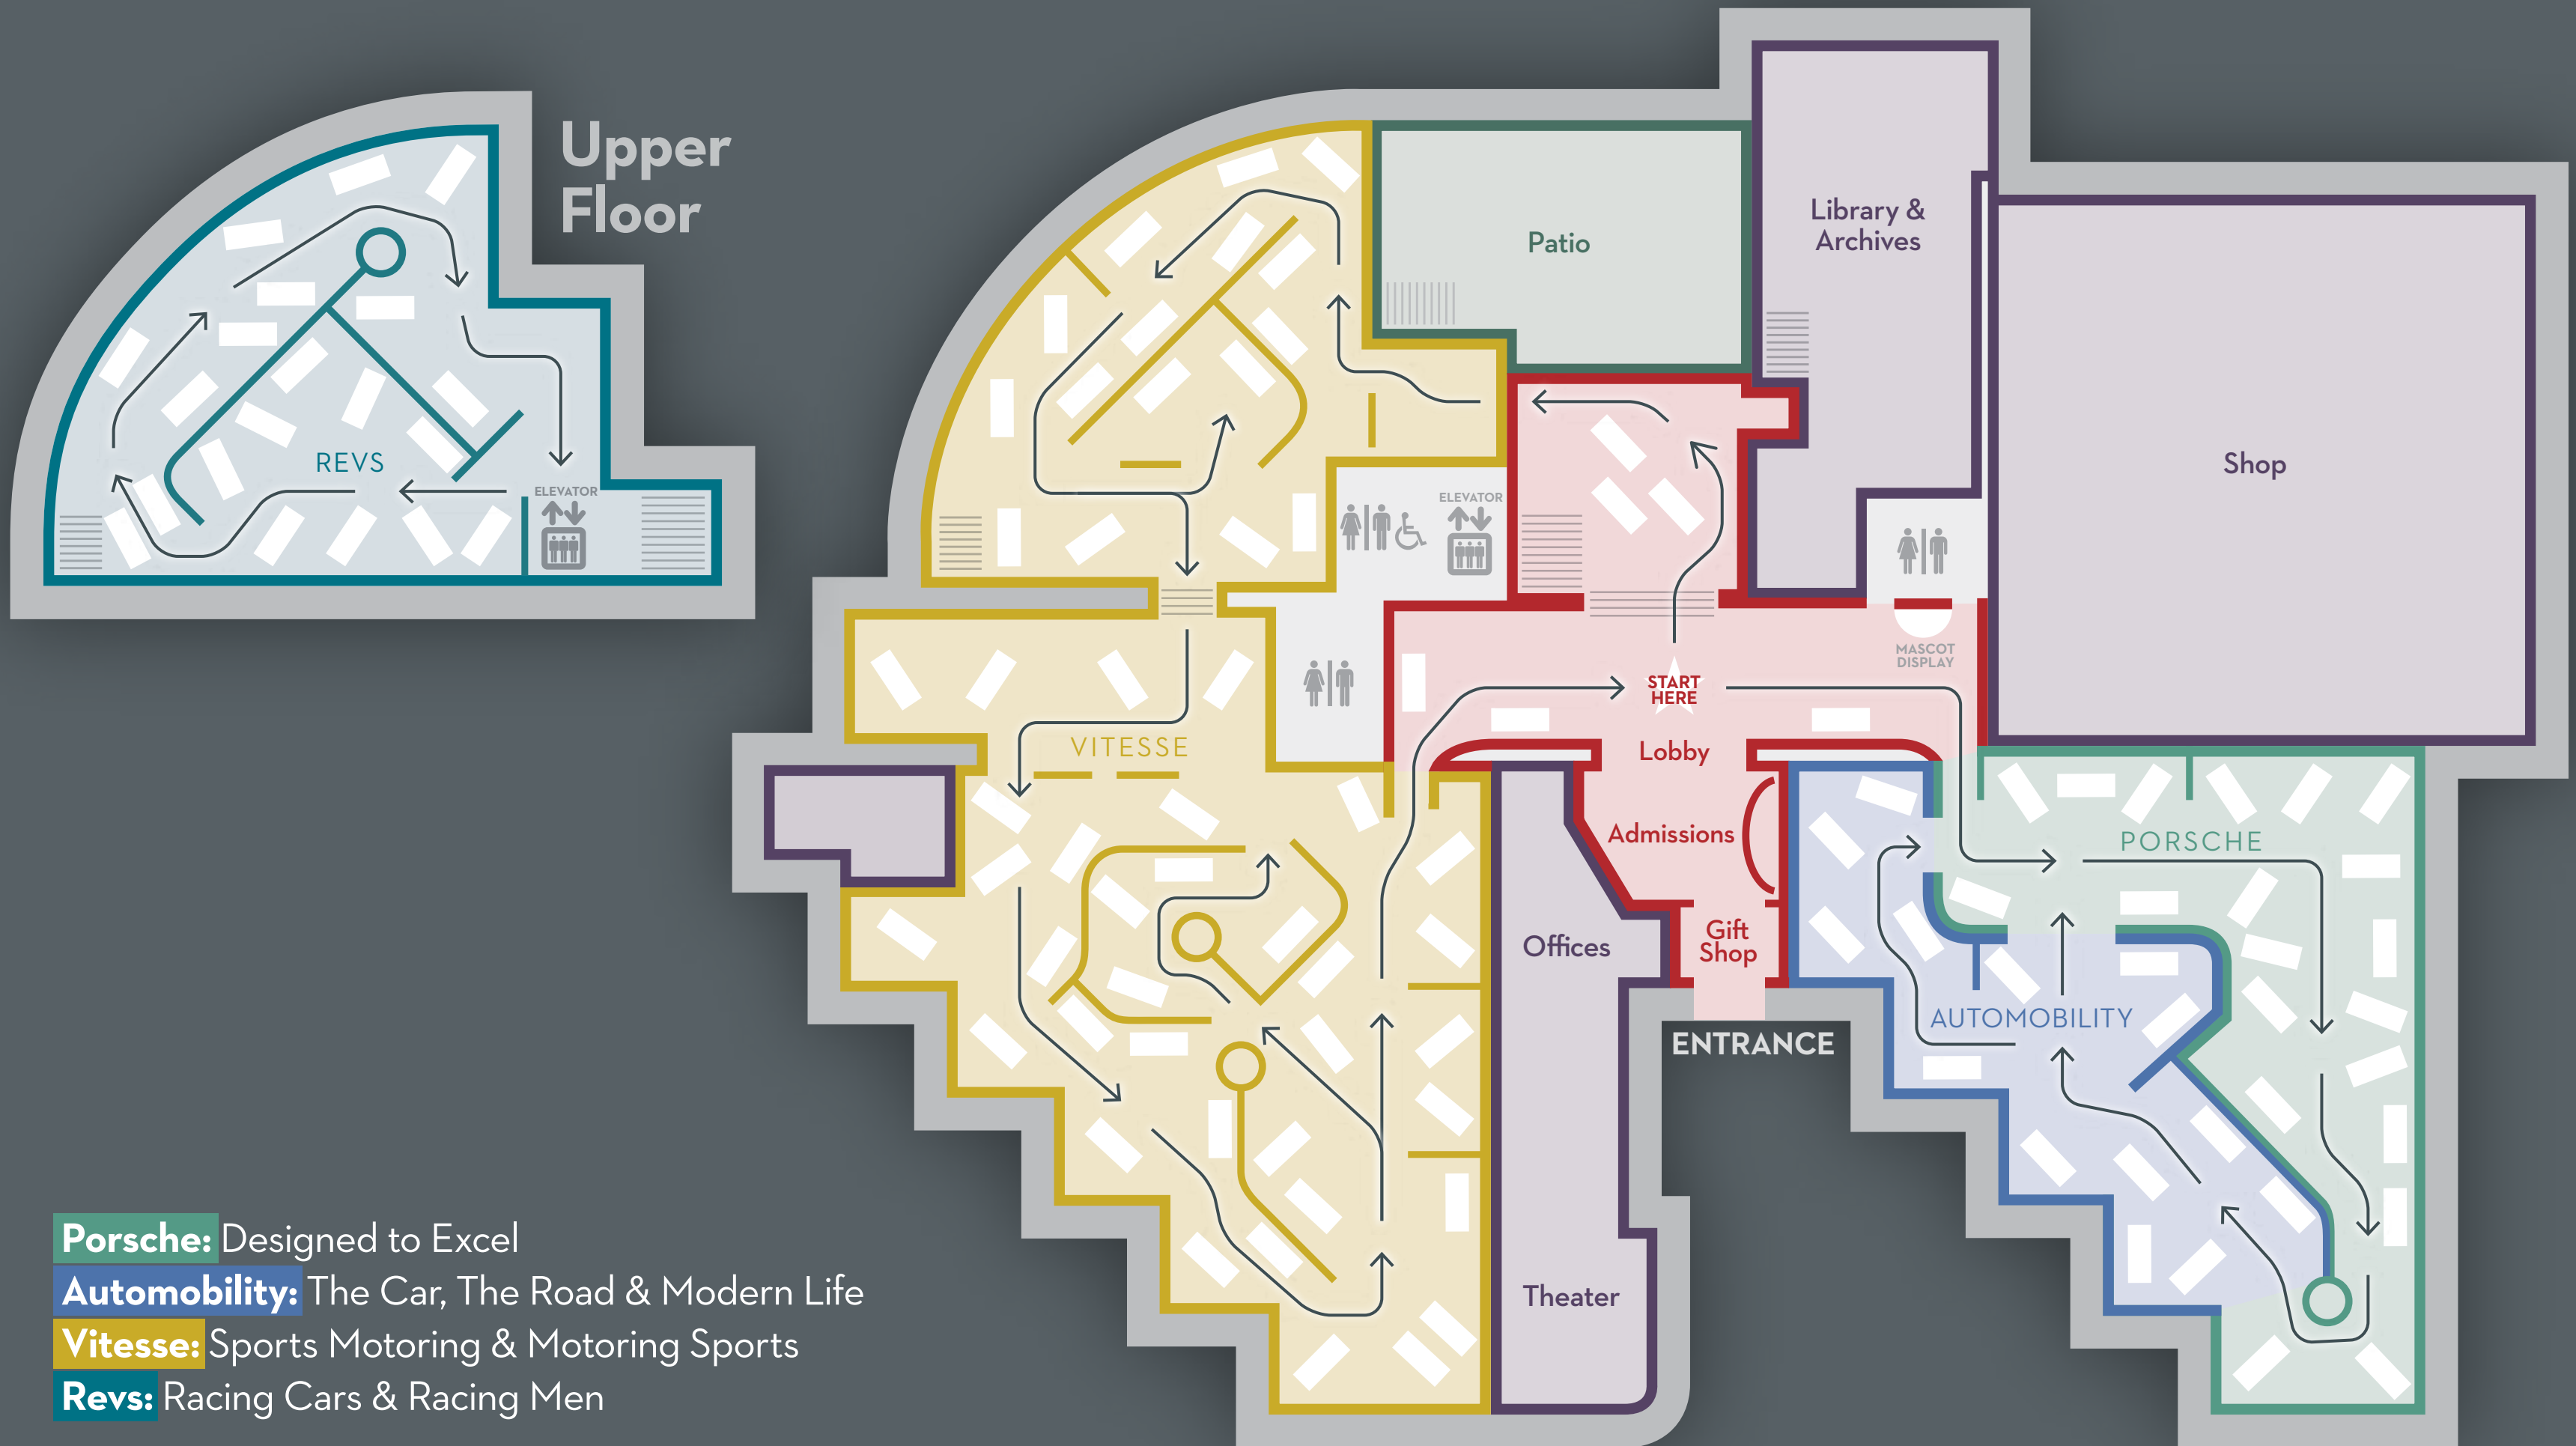 Upper
Floor
REVS
ELEVATOR
Patio
Library &
Archives
Shop
ELEVATOR
MASCOT
DISPLAY
START
HERE
Lobby
VITESSE
Admissions
PORSCHE
Gift
Shop
Offices
AUTOMOBILITY
ENTRANCE
Theater
Porsche: Designed to Excel
Automobility: The Car, The Road & Modern Life
Vitesse: Sports Motoring & Motoring Sports
Revs: Racing Cars & Racing Men